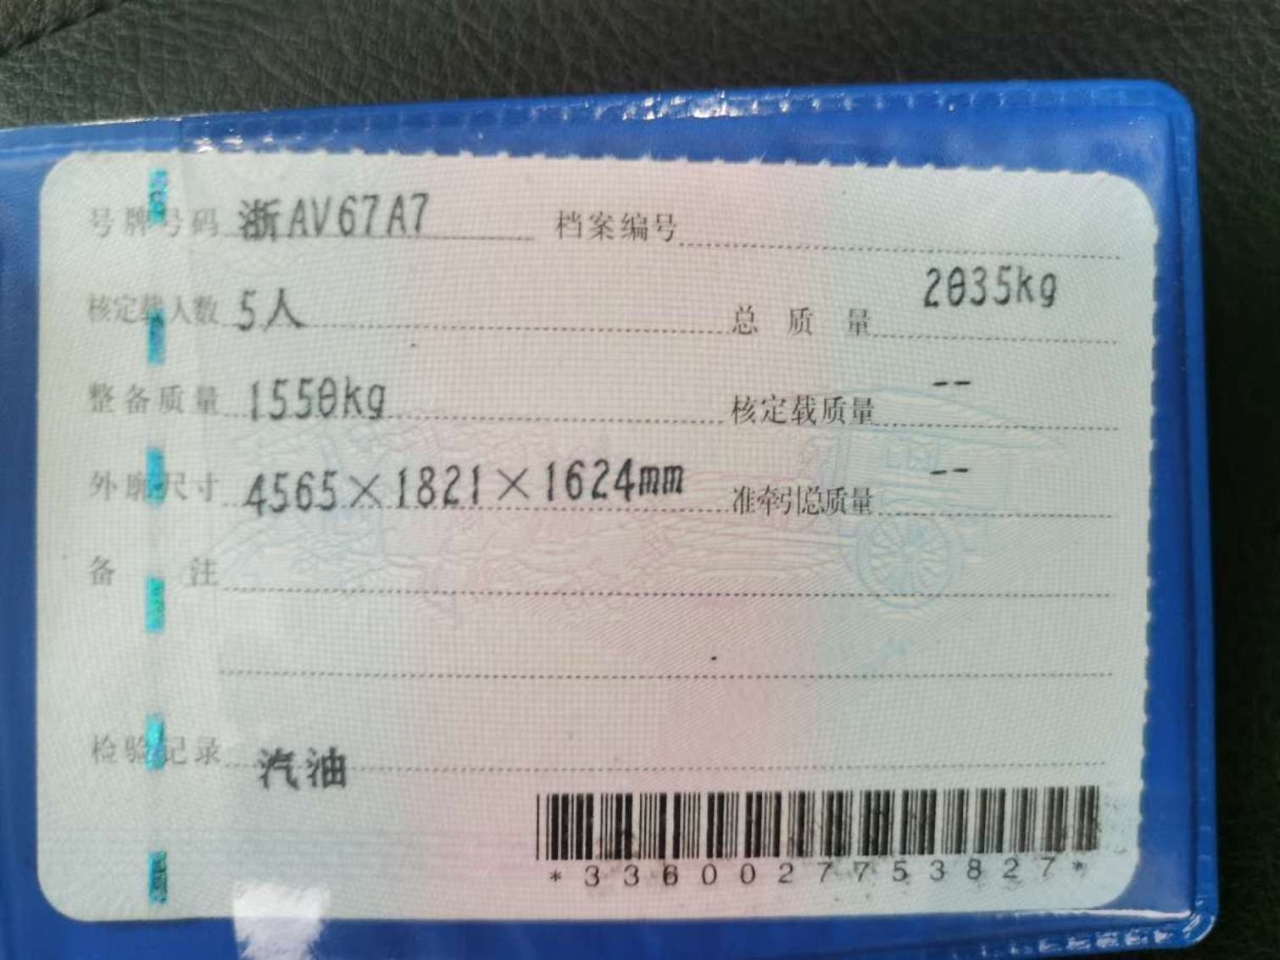 号牌号码 浙AV67A7 档案编号
核定载人数 5人 总质量 2035kg
整备质量 1550kg 核定载质量 --
外廓尺寸 4565×1821×1624mm 准牵引总质量 --
备注
检验记录 汽油
*3360027753827*